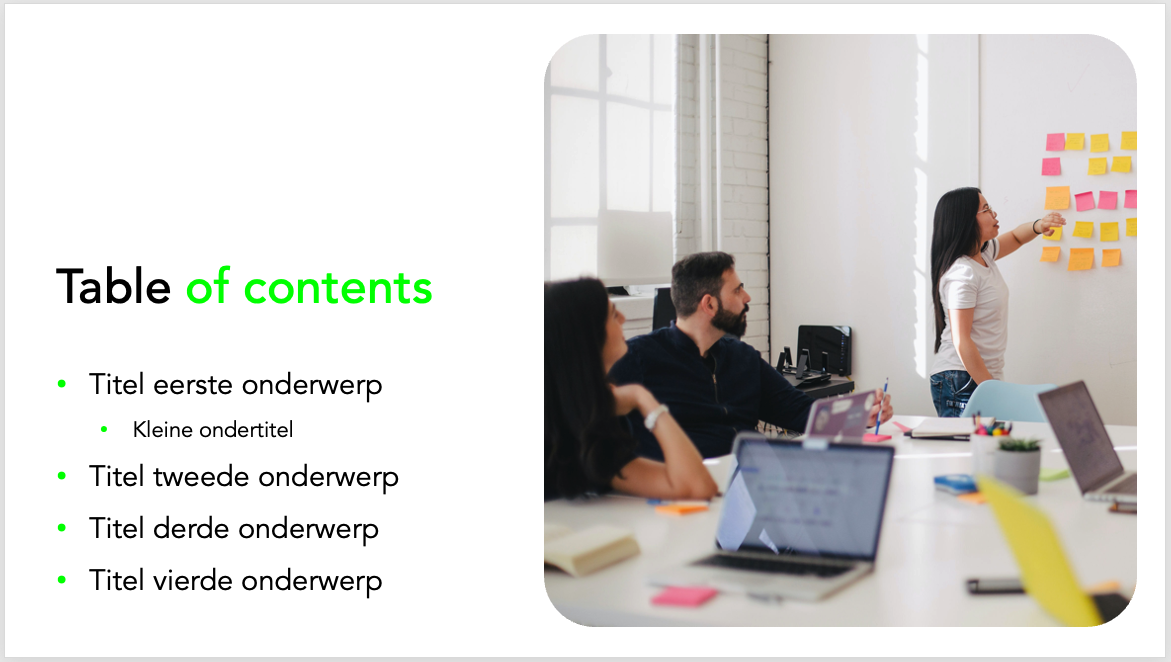 Table of contents
Titel eerste onderwerp
Kleine ondertitel
Titel tweede onderwerp
Titel derde onderwerp
Titel vierde onderwerp